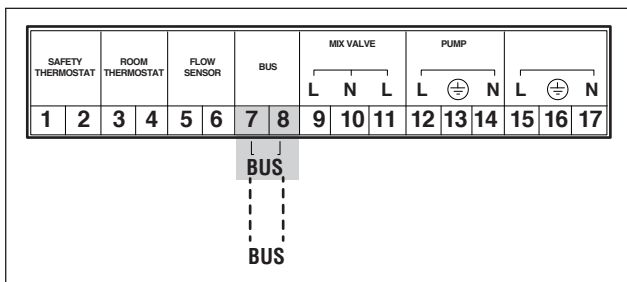 SAFETY THERMOSTAT ROOM THERMOSTAT FLOW SENSOR BUS MIX VALVE PUMP
L N L L N L N
1 2 3 4 5 6 7 8 9 10 11 12 13 14 15 16 17
BUS
BUS